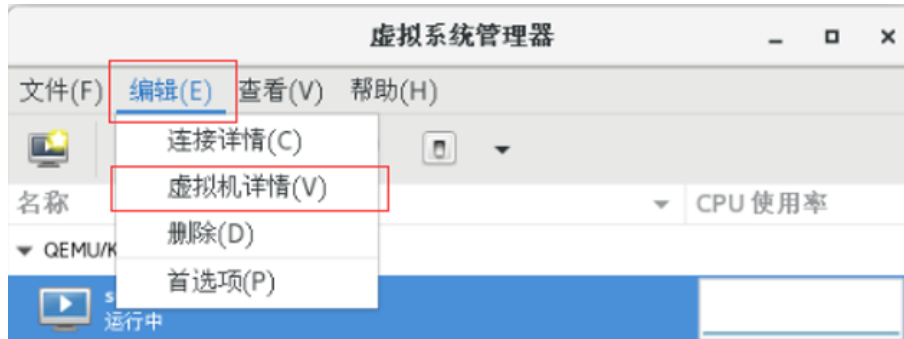 虚拟系统管理器
文件(F) 编辑(E) 查看(V) 帮助(H)
连接详情(C)
虚拟机详情(V)
名称 CPU 使用率
删除(D)
QEMU/K
首选项(P)
s
运行中